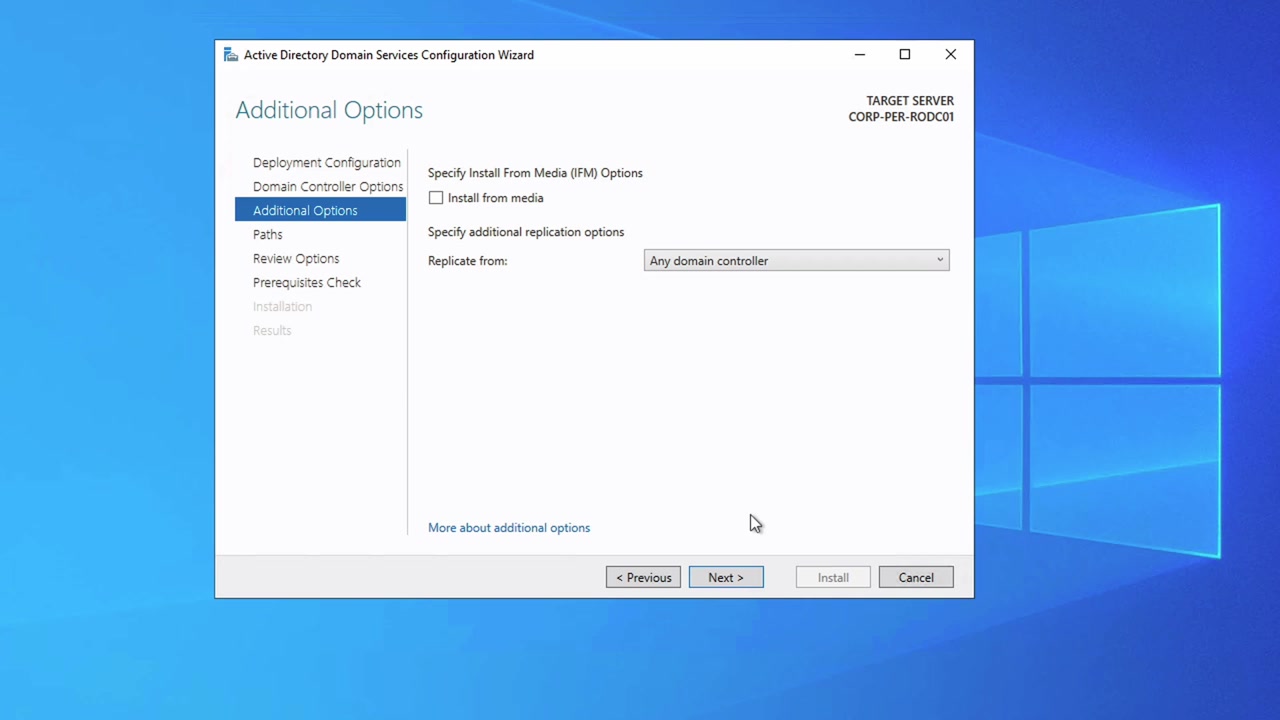 Active Directory Domain Services Configuration Wizard
Additional Options
TARGET SERVER
CORP-PER-RODC01
Deployment Configuration
Domain Controller Options
Additional Options
Paths
Review Options
Prerequisites Check
Installation
Results
Specify Install From Media (IFM) Options
Install from media
Specify additional replication options
Replicate from: Any domain controller
More about additional options
< Previous Next > Install Cancel